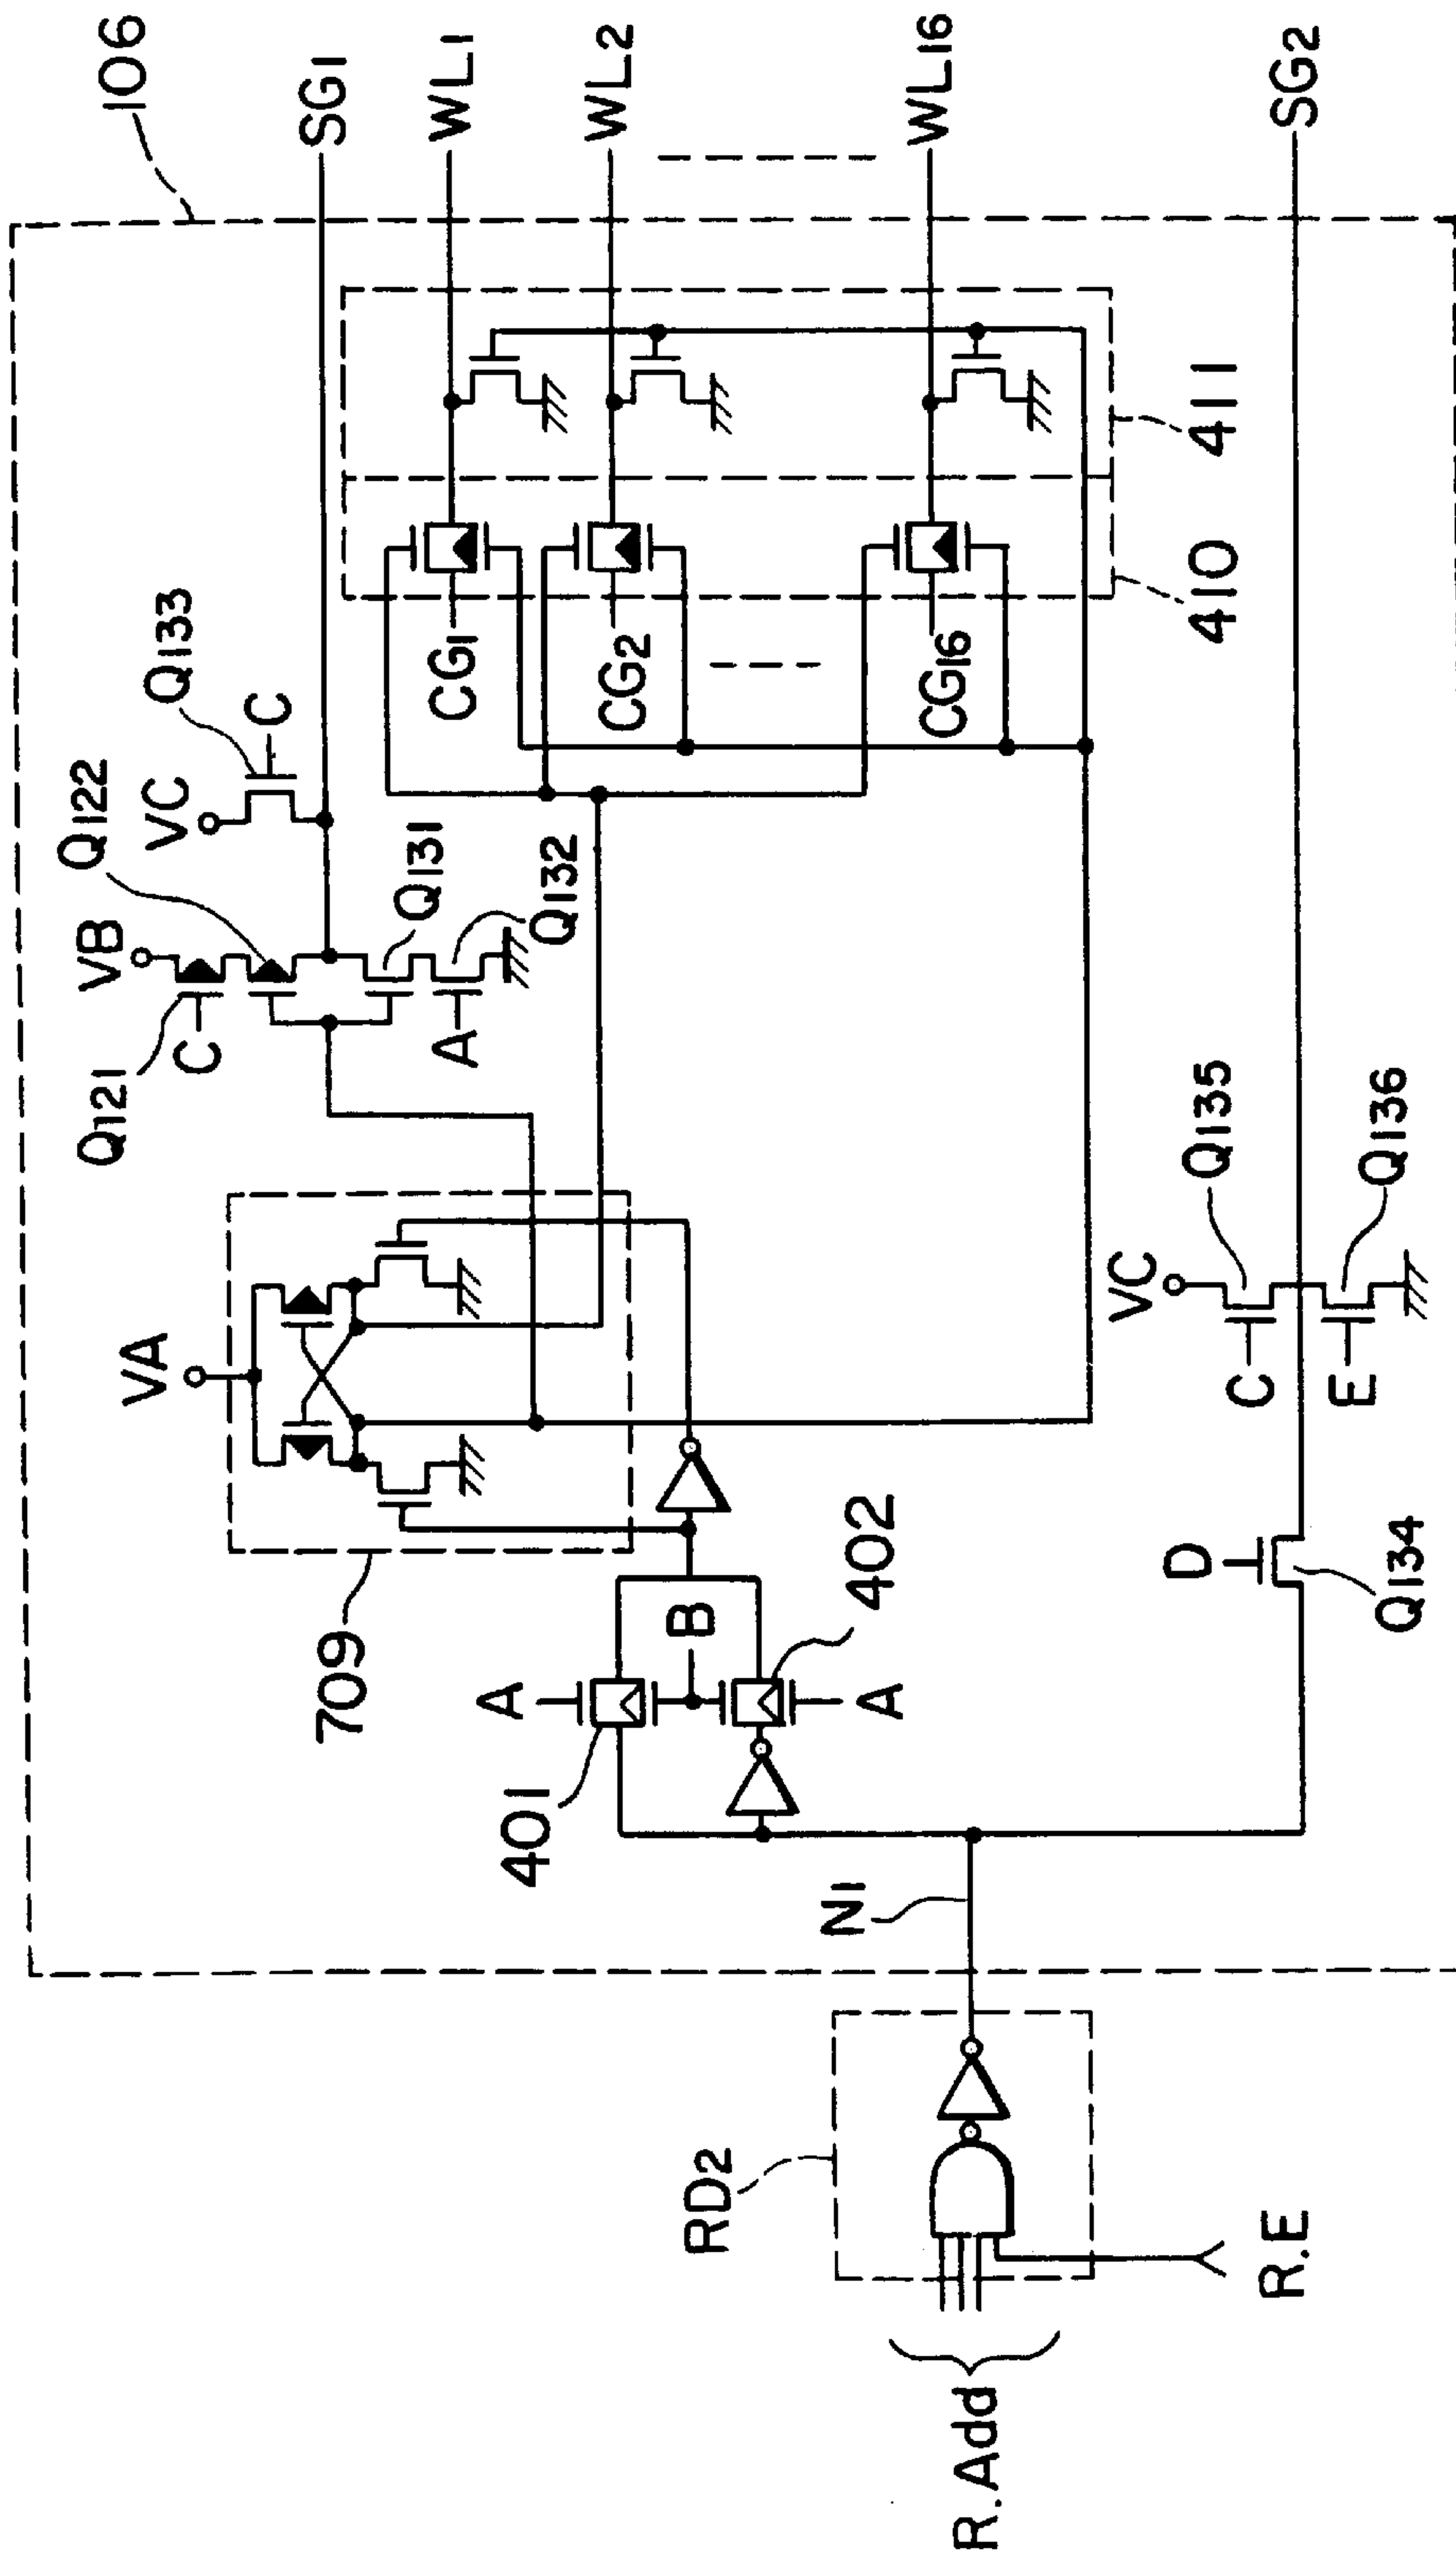 106
SG1
WL1
WL2
WL16
SG2
Q133
C
VC
Q122
VB
Q121
C
Q131
Q132
A
CG1
CG2
CG16
411
410
VA
709
A
B
A
401
402
VC
Q135
Q136
C
E
D
Q134
N1
RD2
R.Add
R.E